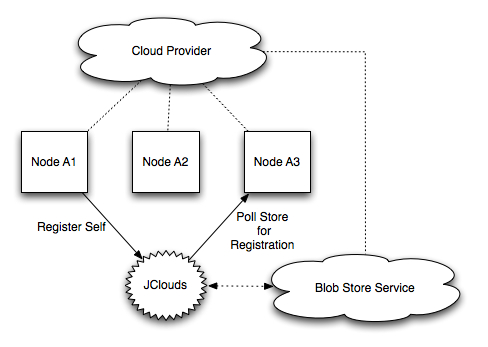 Cloud Provider
Node A1
Node A2
Node A3
Register Self
Poll Store
for
Registration
JClouds
Blob Store Service